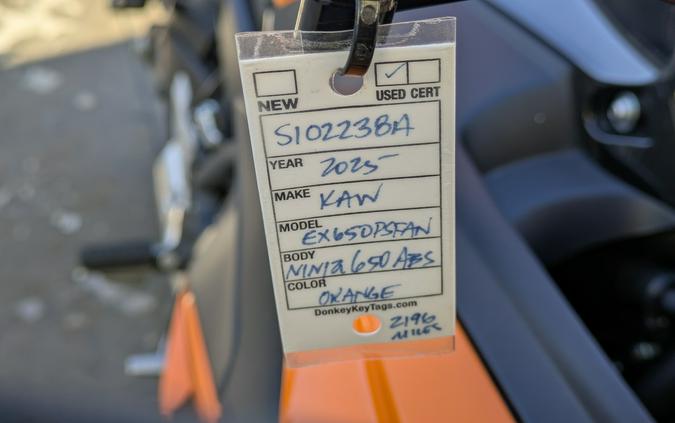 NEW USED CERT
S102238A
YEAR 2025
MAKE KAW
MODEL EX650PSFAN
BODY NINJA 650 ABS
COLOR ORANGE
DonkeyKeyTags.com
2196
MILES